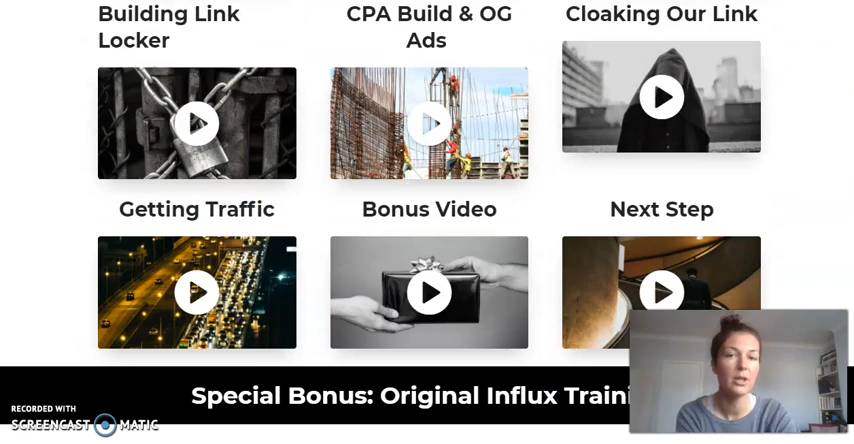 Building Link
Locker
CPA Build & OG
Ads
Cloaking Our Link
Getting Traffic
Bonus Video
Next Step
Special Bonus: Original Influx
RECORDED WITH
SCREENCAST MATIC